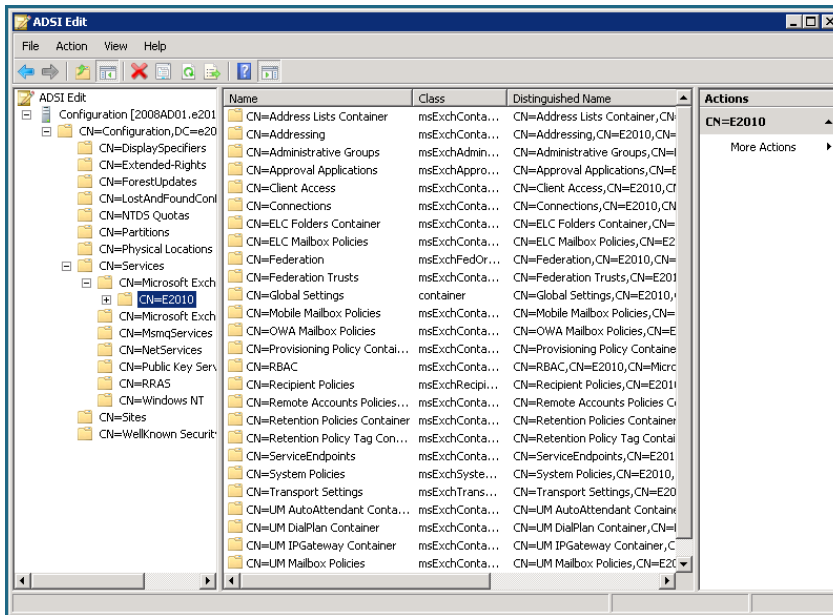 ADSI Edit
File Action View Help
ADSI Edit
Configuration [2008AD01.e201
CN=Configuration,DC=e20
CN=DisplaySpecifiers
CN=Extended-Rights
CN=ForestUpdates
CN=LostAndFoundConf
CN=NTDS Quotas
CN=Partitions
CN=Physical Locations
CN=Services
CN=Microsoft Exch
CN=E2010
CN=Microsoft Exch
CN=MsmqServices
CN=NetServices
CN=Public Key Serv
CN=RRAS
CN=Windows NT
CN=Sites
CN=WellKnown Securit
Name Class Distinguished Name
CN=Address Lists Container msExchConta... CN=Address Lists Container,CN
CN=Addressing msExchConta... CN=Addressing,CN=E2010,CN=
CN=Administrative Groups msExchAdmin... CN=Administrative Groups,CN=
CN=Approval Applications msExchAppro... CN=Approval Applications,CN=E
CN=Client Access msExchConta... CN=Client Access,CN=E2010,CN
CN=Connections msExchConta... CN=Connections,CN=E2010,CN=
CN=ELC Folders Container msExchConta... CN=ELC Folders Container,CN=
CN=ELC Mailbox Policies msExchConta... CN=ELC Mailbox Policies,CN=E2
CN=Federation msExchFedOr... CN=Federation,CN=E2010,CN=
CN=Federation Trusts msExchConta... CN=Federation Trusts,CN=E201
CN=Global Settings container CN=Global Settings,CN=E2010,
CN=Mobile Mailbox Policies msExchConta... CN=Mobile Mailbox Policies,CN=
CN=OWA Mailbox Policies msExchConta... CN=OWA Mailbox Policies,CN=E
CN=Provisioning Policy Contai... msExchConta... CN=Provisioning Policy Containe
CN=RBAC msExchConta... CN=RBAC,CN=E2010,CN=Micro
CN=Recipient Policies msExchRecipi... CN=Recipient Policies,CN=E2010
CN=Remote Accounts Policies... msExchConta... CN=Remote Accounts Policies C
CN=Retention Policies Container msExchConta... CN=Retention Policies Container
CN=Retention Policy Tag Con... msExchConta... CN=Retention Policy Tag Contai
CN=ServiceEndpoints msExchConta... CN=ServiceEndpoints,CN=E201
CN=System Policies msExchSyste... CN=System Policies,CN=E2010,
CN=Transport Settings msExchTrans... CN=Transport Settings,CN=E20
CN=UM AutoAttendant Conta... msExchConta... CN=UM AutoAttendant Containe
CN=UM DialPlan Container msExchConta... CN=UM DialPlan Container,CN=
CN=UM IPGateway Container msExchConta... CN=UM IPGateway Container,C
CN=UM Mailbox Policies msExchConta... CN=UM Mailbox Policies,CN=E20
Actions
CN=E2010
More Actions